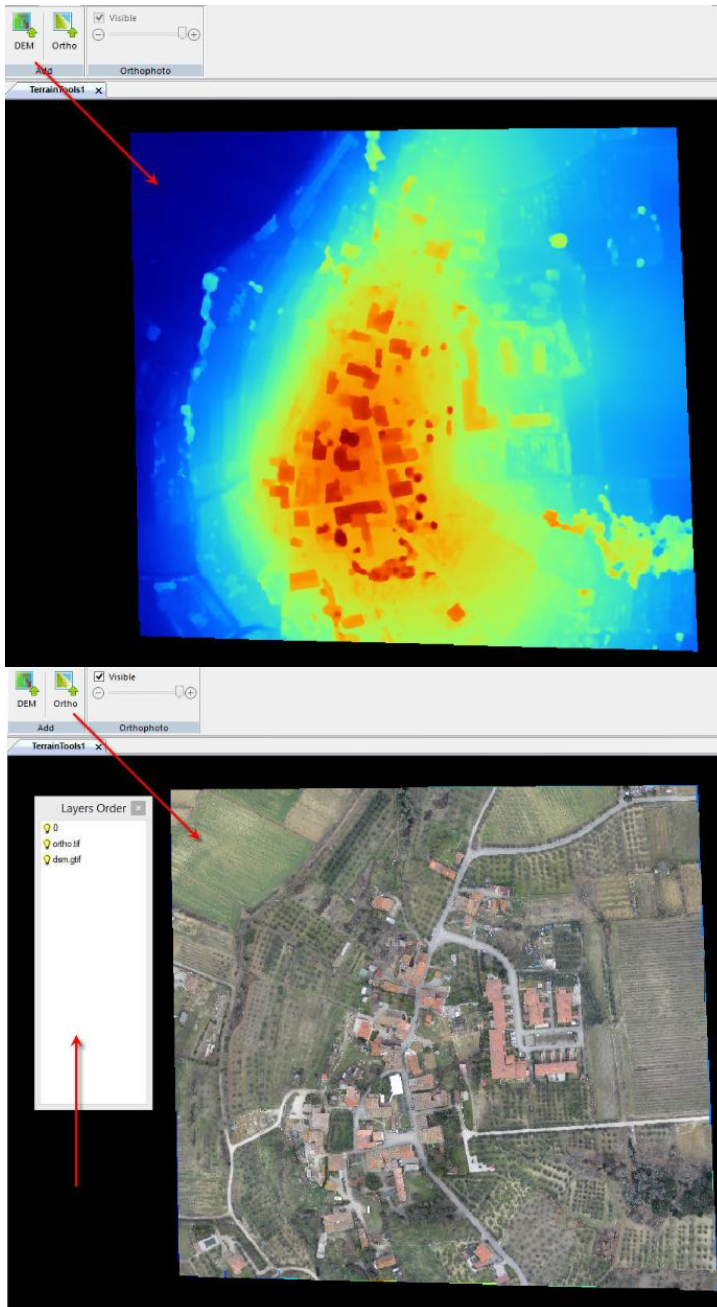 Visible
DEM Ortho
Add Orthophoto
TerrainTools1 x
Visible
DEM Ortho
Add Orthophoto
TerrainTools1 x
Layers Order x
0
ortho.tif
dsm.gtif